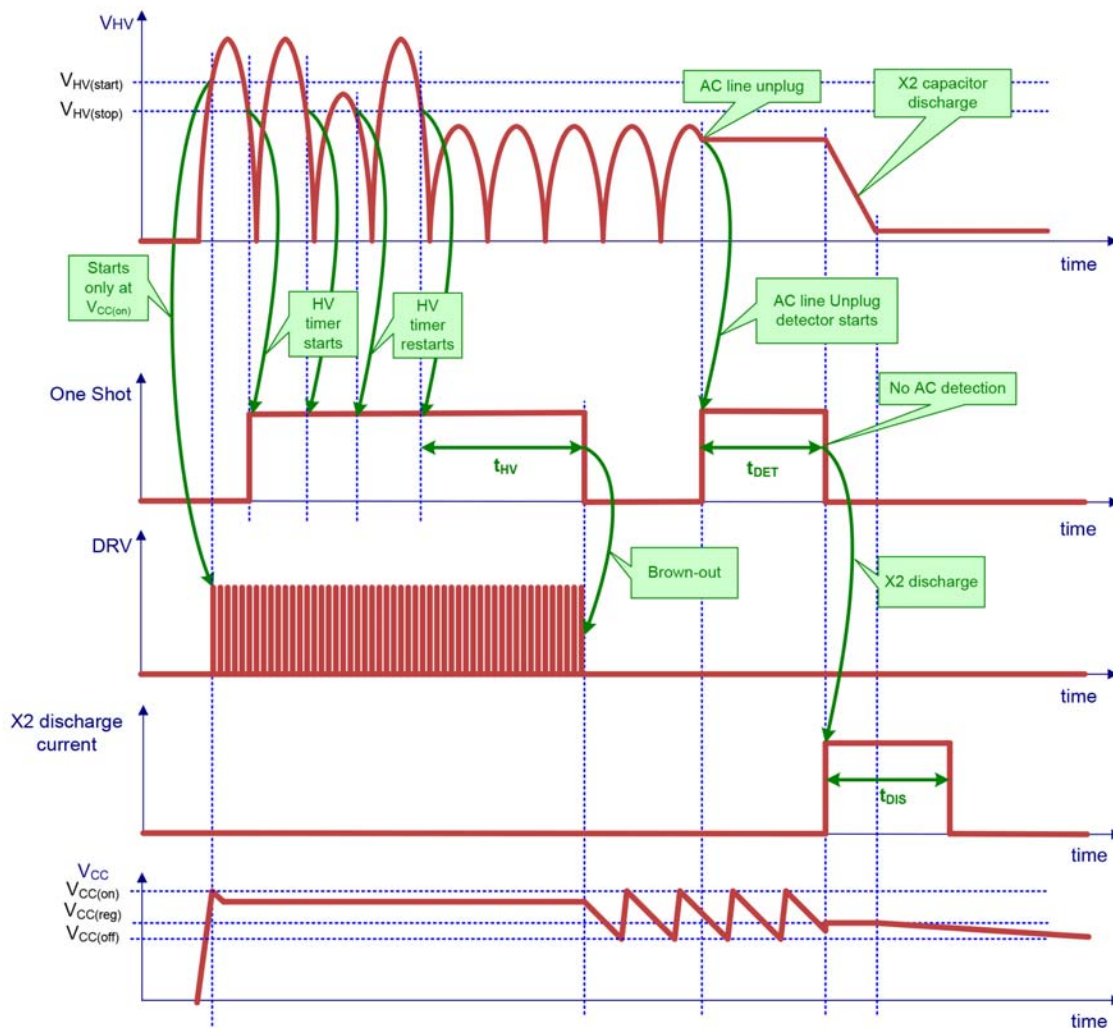 VHV
VHV(start)
VHV(stop)
AC line unplug
X2 capacitor
discharge
time
Starts
only at
VCC(on)
HV
timer
starts
HV
timer
restarts
AC line Unplug
detector starts
One Shot
No AC detection
tHV
tDET
time
DRV
Brown-out
X2 discharge
time
X2 discharge
current
tDIS
time
VCC
VCC(on)
VCC(reg)
VCC(off)
time